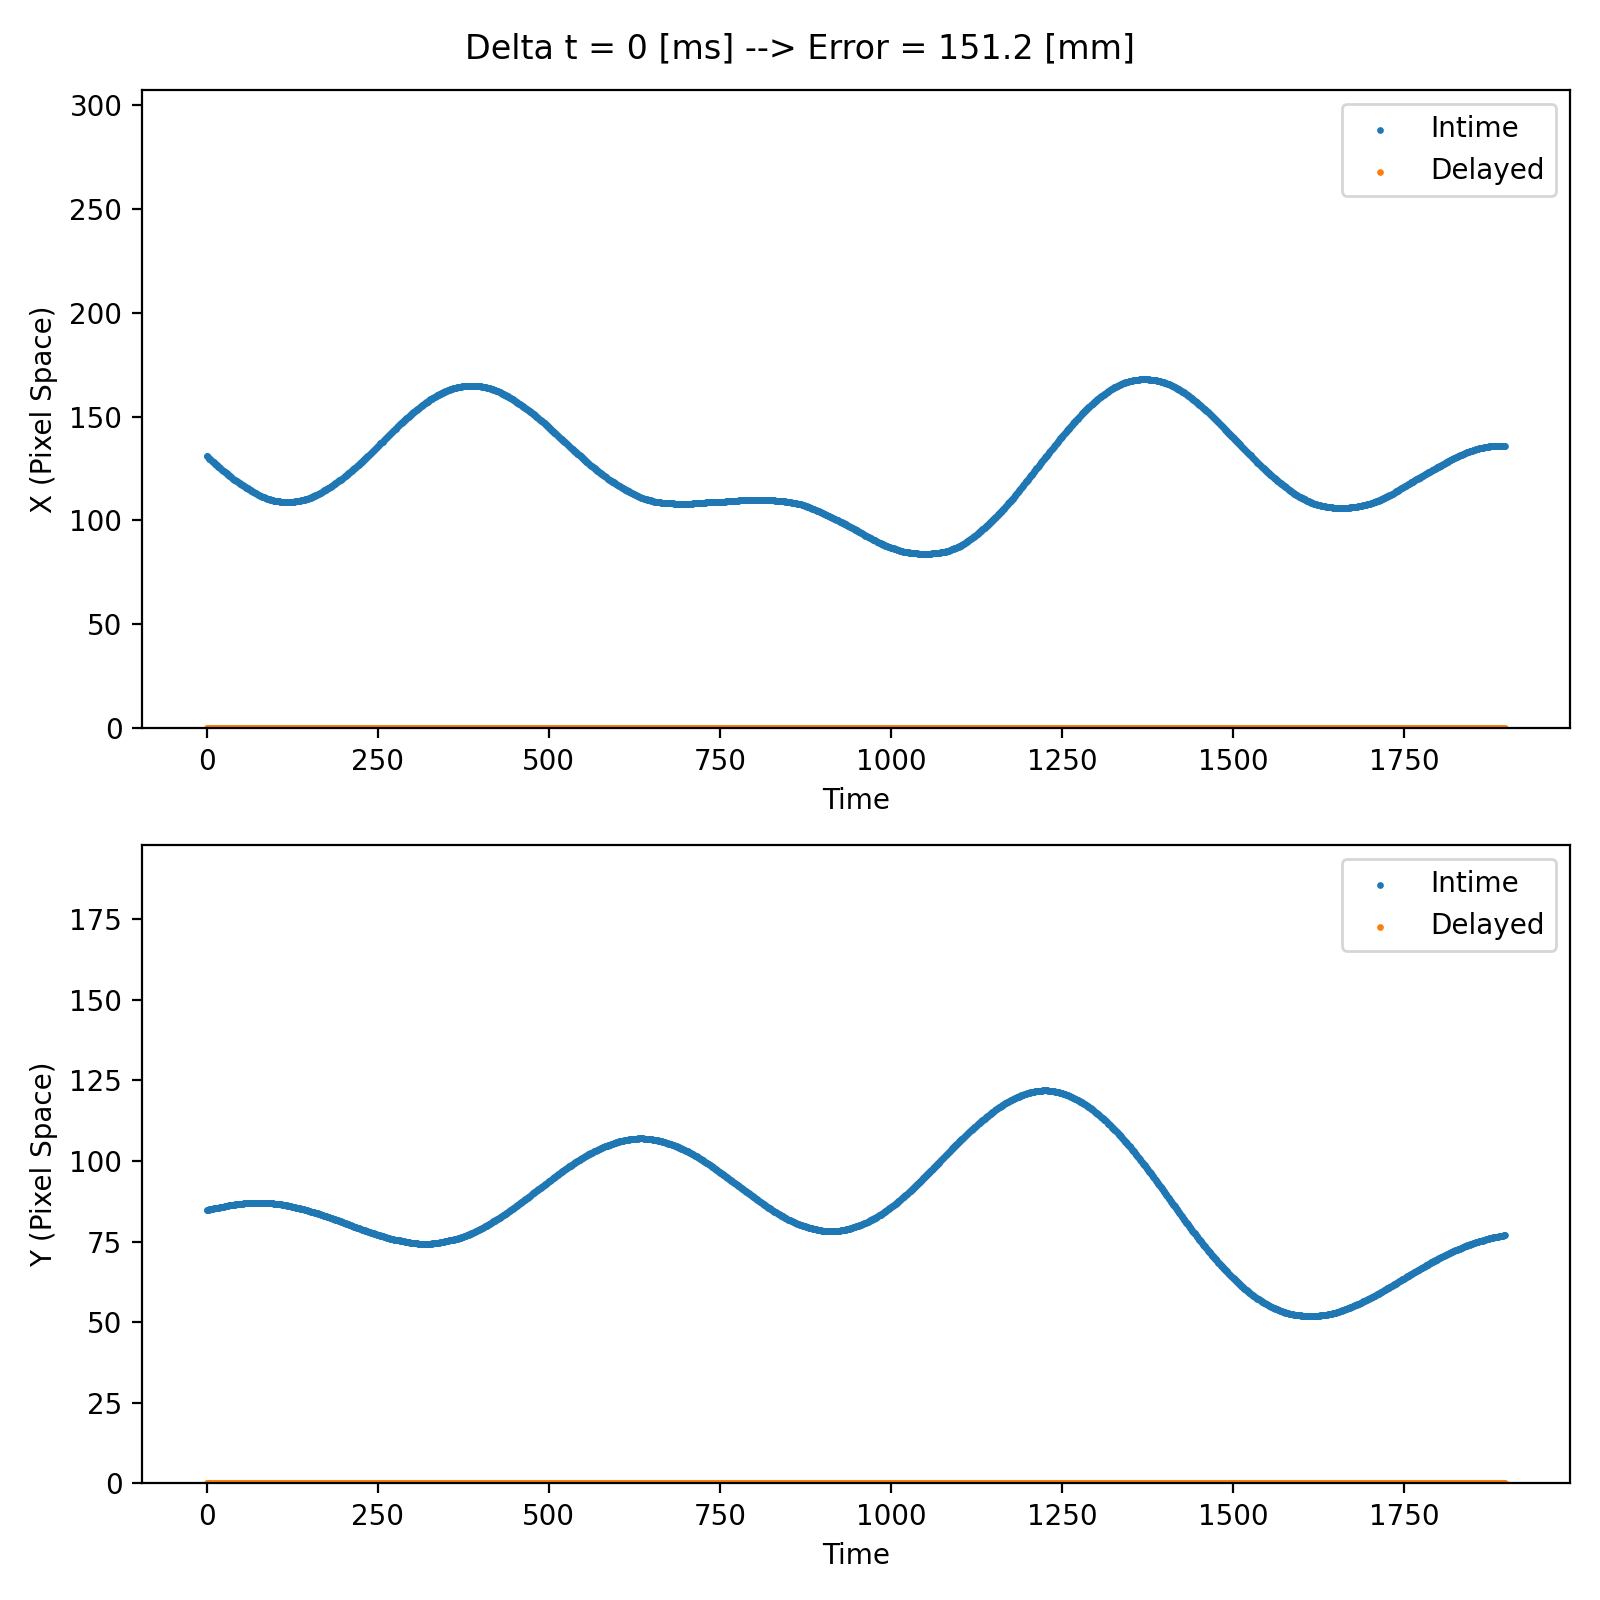 Delta t = 0 [ms] --> Error = 151.2 [mm]
300
250
200
150
100
50
0
X (Pixel Space)
Intime
Delayed
0 250 500 750 1000 1250 1500 1750
Time
175
150
125
100
75
50
25
0
Y (Pixel Space)
Intime
Delayed
0 250 500 750 1000 1250 1500 1750
Time